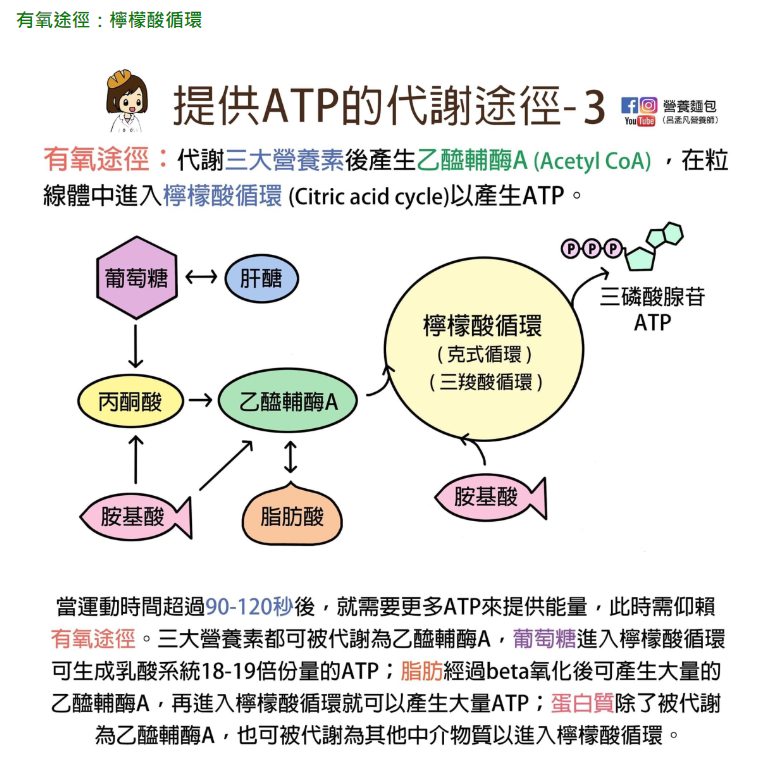 有氧途徑：檸檬酸循環
提供ATP的代謝途徑-3
營養麵包
You Tube (呂孟凡營養師)
有氧途徑：代謝三大營養素後產生乙醯輔酶A (Acetyl CoA) ，在粒
線體中進入檸檬酸循環 (Citric acid cycle)以產生ATP。
葡萄糖
肝醣
P P P
三磷酸腺苷
ATP
檸檬酸循環
(克式循環)
(三羧酸循環)
丙酮酸
乙醯輔酶A
胺基酸
脂肪酸
胺基酸
當運動時間超過90-120秒後，就需要更多ATP來提供能量，此時需仰賴
有氧途徑。三大營養素都可被代謝為乙醯輔酶A，葡萄糖進入檸檬酸循環
可生成乳酸系統18-19倍份量的ATP；脂肪經過beta氧化後可產生大量的
乙醯輔酶A，再進入檸檬酸循環就可以產生大量ATP；蛋白質除了被代謝
為乙醯輔酶A，也可被代謝為其他中介物質以進入檸檬酸循環。